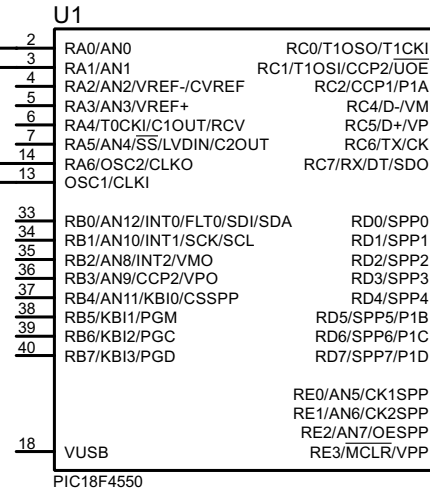 U1
2 RA0/AN0 RC0/T1OSO/T1CKI
3 RA1/AN1 RC1/T1OSI/CCP2/UOE
4 RA2/AN2/VREF-/CVREF RC2/CCP1/P1A
5 RA3/AN3/VREF+ RC4/D-/VM
6 RA4/T0CKI/C1OUT/RCV RC5/D+/VP
7 RA5/AN4/SS/LVDIN/C2OUT RC6/TX/CK
14 RA6/OSC2/CLKO RC7/RX/DT/SDO
13 OSC1/CLKI
33 RB0/AN12/INT0/FLT0/SDI/SDA RD0/SPP0
34 RB1/AN10/INT1/SCK/SCL RD1/SPP1
35 RB2/AN8/INT2/VMO RD2/SPP2
36 RB3/AN9/CCP2/VPO RD3/SPP3
37 RB4/AN11/KBI0/CSSPP RD4/SPP4
38 RB5/KBI1/PGM RD5/SPP5/P1B
39 RB6/KBI2/PGC RD6/SPP6/P1C
40 RB7/KBI3/PGD RD7/SPP7/P1D
RE0/AN5/CK1SPP
RE1/AN6/CK2SPP
RE2/AN7/OESPP
18 VUSB RE3/MCLR/VPP
PIC18F4550